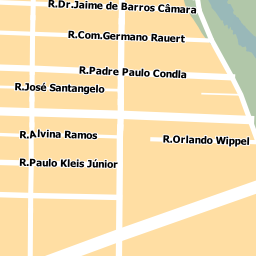 R.Dr.Jaime de Barros Câmara
R.Com.Germano Rauert
R.Padre Paulo Condla
R.José Santangelo
R.Alvina Ramos
R.Orlando Wippel
R.Paulo Kleis Júnior